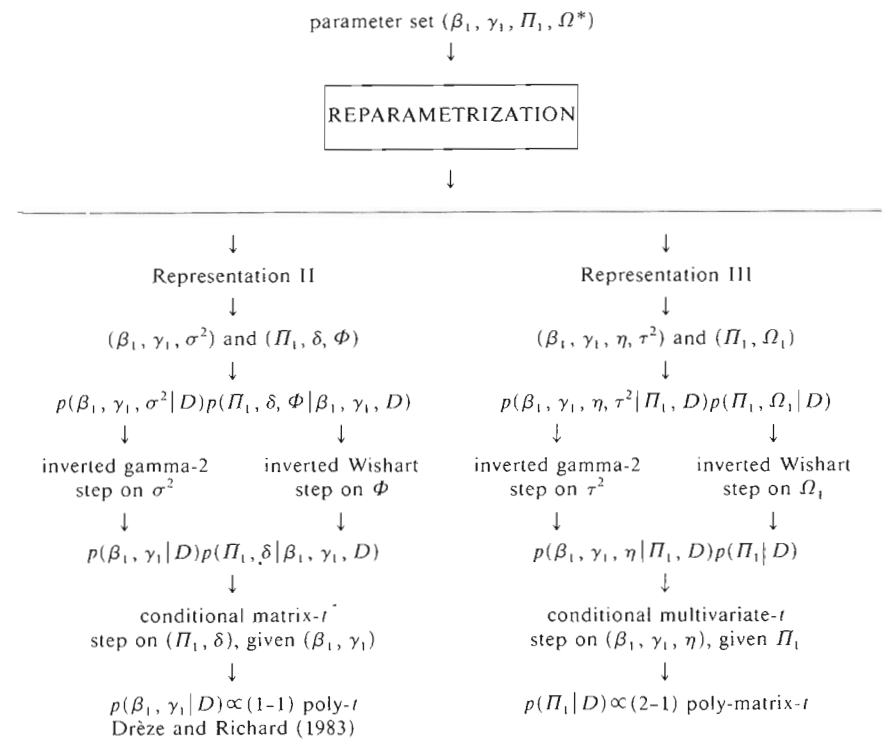 parameter set (β₁, γ₁, Π₁, Ω*)
↓
REPARAMETRIZATION
↓
↓ ↓
Representation II Representation III
↓ ↓
(β₁, γ₁, σ²) and (Π₁, δ, Φ) (β₁, γ₁, η, τ²) and (Π₁, Ω₁)
↓ ↓
p(β₁, γ₁, σ²|D)p(Π₁, δ, Φ|β₁, γ₁, D) p(β₁, γ₁, η, τ²|Π₁, D)p(Π₁, Ω₁|D)
↓ ↓ ↓ ↓
inverted gamma-2 inverted Wishart inverted gamma-2 inverted Wishart
step on σ² step on Φ step on τ² step on Ω₁
↓ ↓ ↓ ↓
p(β₁, γ₁|D)p(Π₁, δ|β₁, γ₁, D) p(β₁, γ₁, η|Π₁, D)p(Π₁|D)
↓ ↓
conditional matrix-t conditional multivariate-t
step on (Π₁, δ), given (β₁, γ₁) step on (β₁, γ₁, η), given Π₁
↓ ↓
p(β₁, γ₁|D)∝(1-1) poly-t p(Π₁|D)∝(2-1) poly-matrix-t
Drèze and Richard (1983)